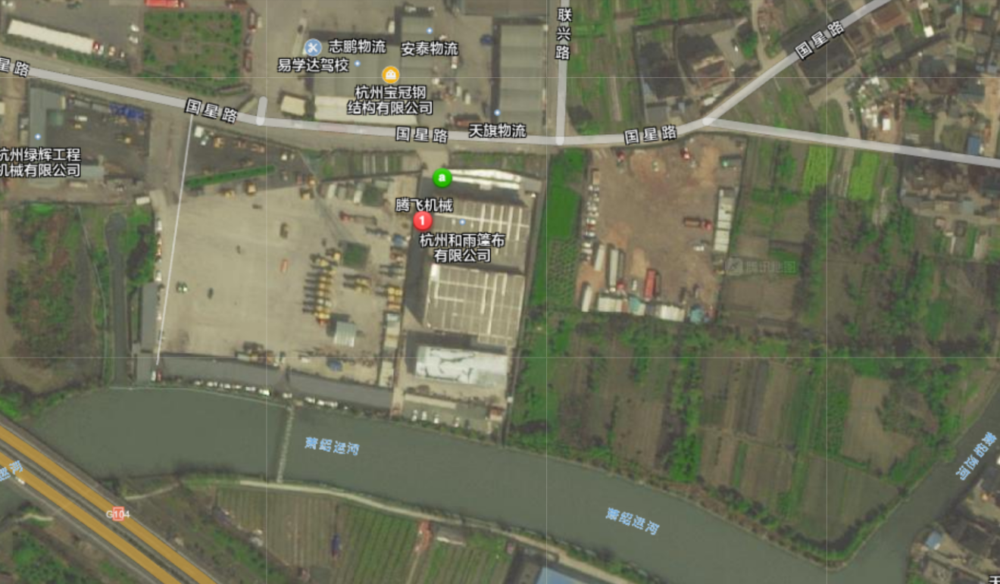 联兴路
国星路
志鹏物流
安泰物流
易学达驾校
星路
杭州宝冠钢
结构有限公司
国星路
国星路
天旗物流
国星路
杭州绿辉工程
机械有限公司
a
腾飞机械
1
杭州和雨篷布
有限公司
腾讯地图
萧绍运河
萧绍运河
运河
G104
萧绍运河